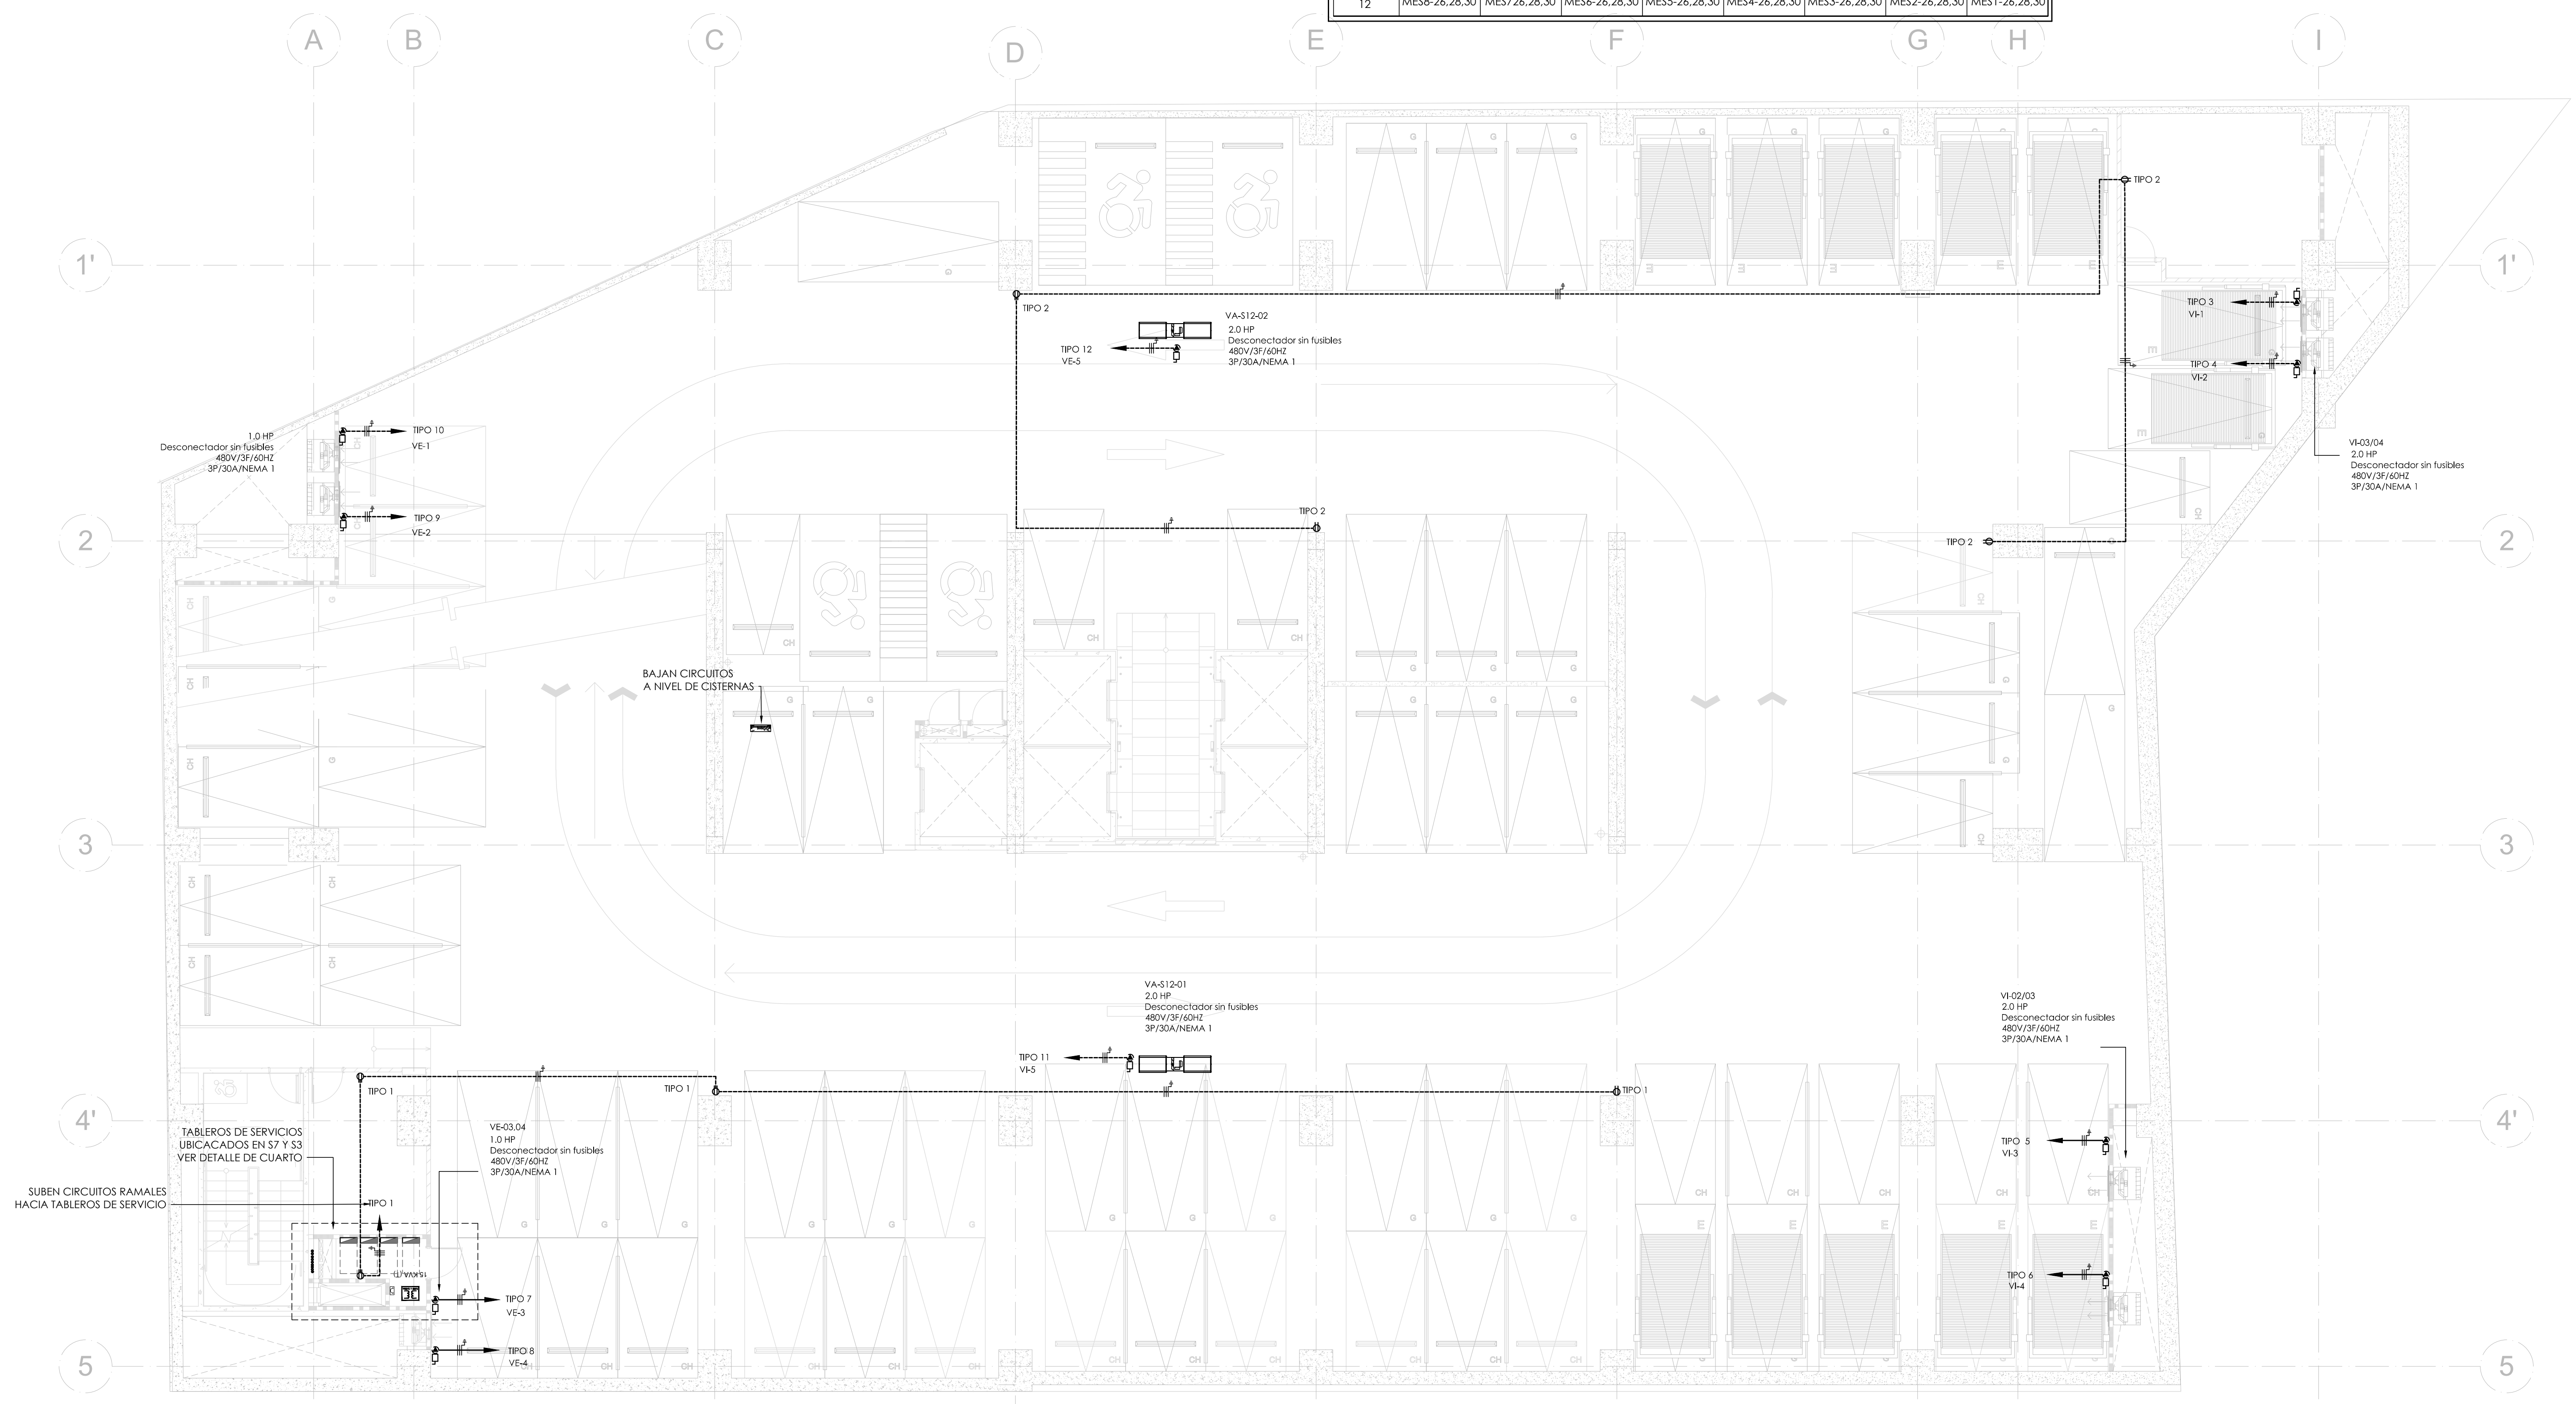 12 MES8-26,28,30 MES726,28,30 MES6-26,28,30 MES5-26,28,30 MES4-26,28,30 MES3-26,28,30 MES2-26,28,30 MES1-26,28,30
A B C D E F G H I
TIPO 2
1' 1'
TIPO 2
TIPO 3
VI-1
VA-S12-02
2.0 HP
Desconectador sin fusibles
480V/3F/60HZ
3P/30A/NEMA 1
TIPO 12
VE-5
TIPO 4
VI-2
1.0 HP
Desconectador sin fusibles
480V/3F/60HZ
3P/30A/NEMA 1
TIPO 10
VE-1
VI-03/04
2.0 HP
Desconectador sin fusibles
480V/3F/60HZ
3P/30A/NEMA 1
TIPO 9
VE-2
TIPO 2
2 2
TIPO 2
BAJAN CIRCUITOS
A NIVEL DE CISTERNAS
3 3
VA-S12-01
2.0 HP
Desconectador sin fusibles
480V/3F/60HZ
3P/30A/NEMA 1
VI-02/03
2.0 HP
Desconectador sin fusibles
480V/3F/60HZ
3P/30A/NEMA 1
TIPO 11
VI-5
TIPO 1
TIPO 1
TIPO 1
4' 4'
TABLEROS DE SERVICIOS
UBICACADOS EN S7 Y S3
VER DETALLE DE CUARTO
VE-03.04
1.0 HP
Desconectador sin fusibles
480V/3F/60HZ
3P/30A/NEMA 1
TIPO 5
VI-3
SUBEN CIRCUITOS RAMALES
HACIA TABLEROS DE SERVICIO
TIPO 1
15 KVA (T)
TIPO 6
VI-4
TIPO 7
VE-3
TIPO 8
VE-4
5 5